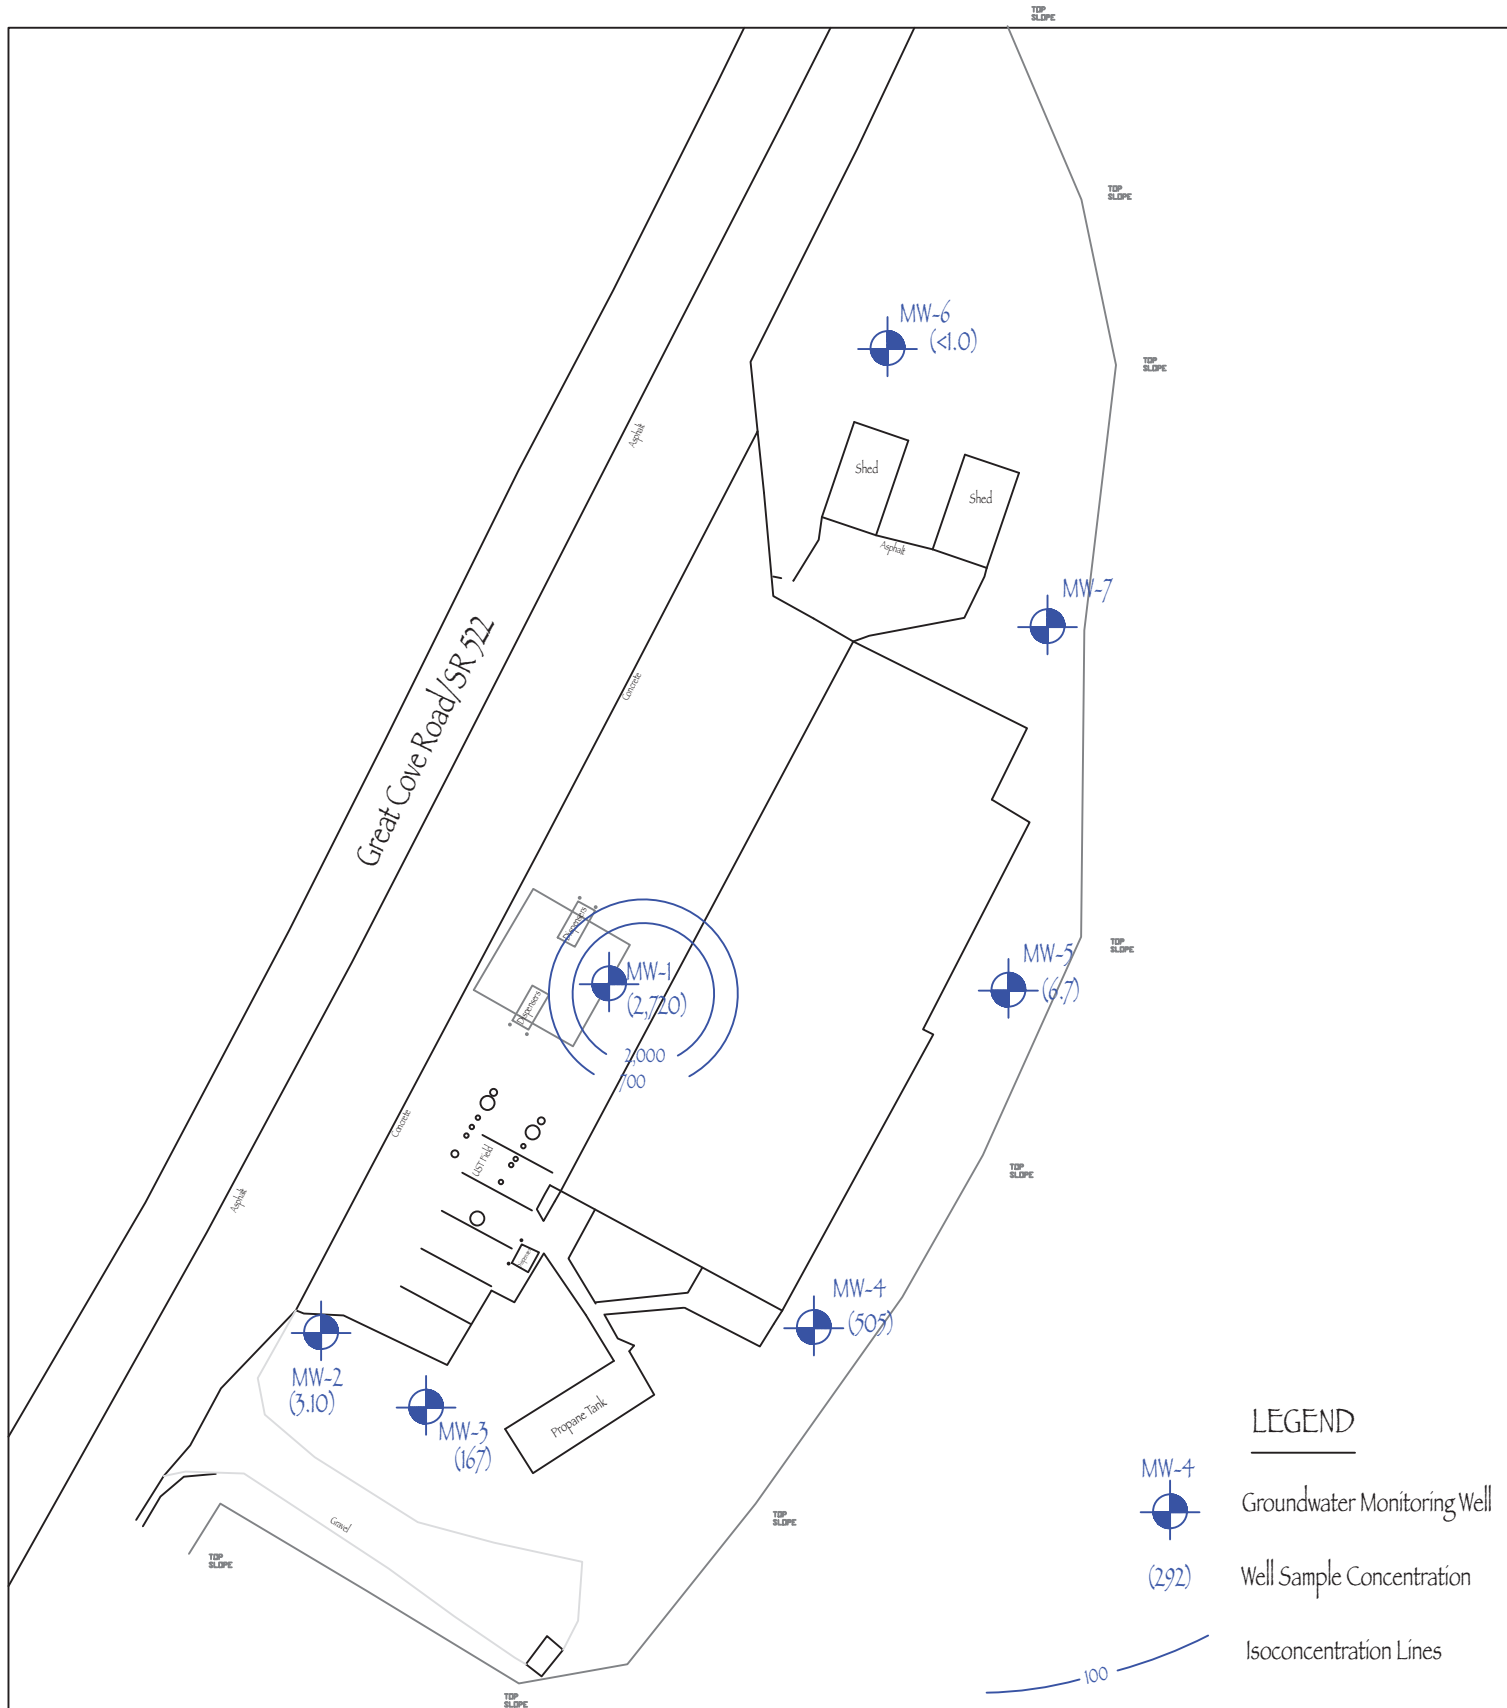 TOP
SLOPE
TOP
SLOPE
MW-6
(<1.0)
TOP
SLOPE
Asphalt
Shed
Shed
Asphalt
MW-7
Great Cove Road/SR 522
Concrete
Dispensers
TOP
SLOPE
MW-5
(6.7)
MW-1
(2,720)
Dispensers
2,000
700
Concrete
UST Field
TOP
SLOPE
Asphalt
MW-4
(505)
MW-2
(3.10)
MW-3
(167)
Propane Tank
LEGEND
MW-4
Groundwater Monitoring Well
TOP
SLOPE
Gravel
TOP
SLOPE
(292)
Well Sample Concentration
Isoconcentration Lines
100
TOP
SLOPE